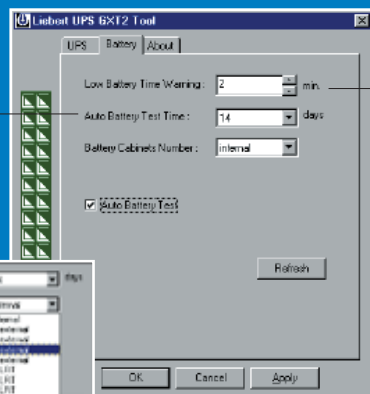 Liebert UPS GXT2 Tool
UPS Battery About
Low Battery Time Warning: 2 min.
Auto Battery Test Time: 14 days
Battery Cabinets Number: internal
Auto Battery Test
Refresh
days
OK Cancel Apply